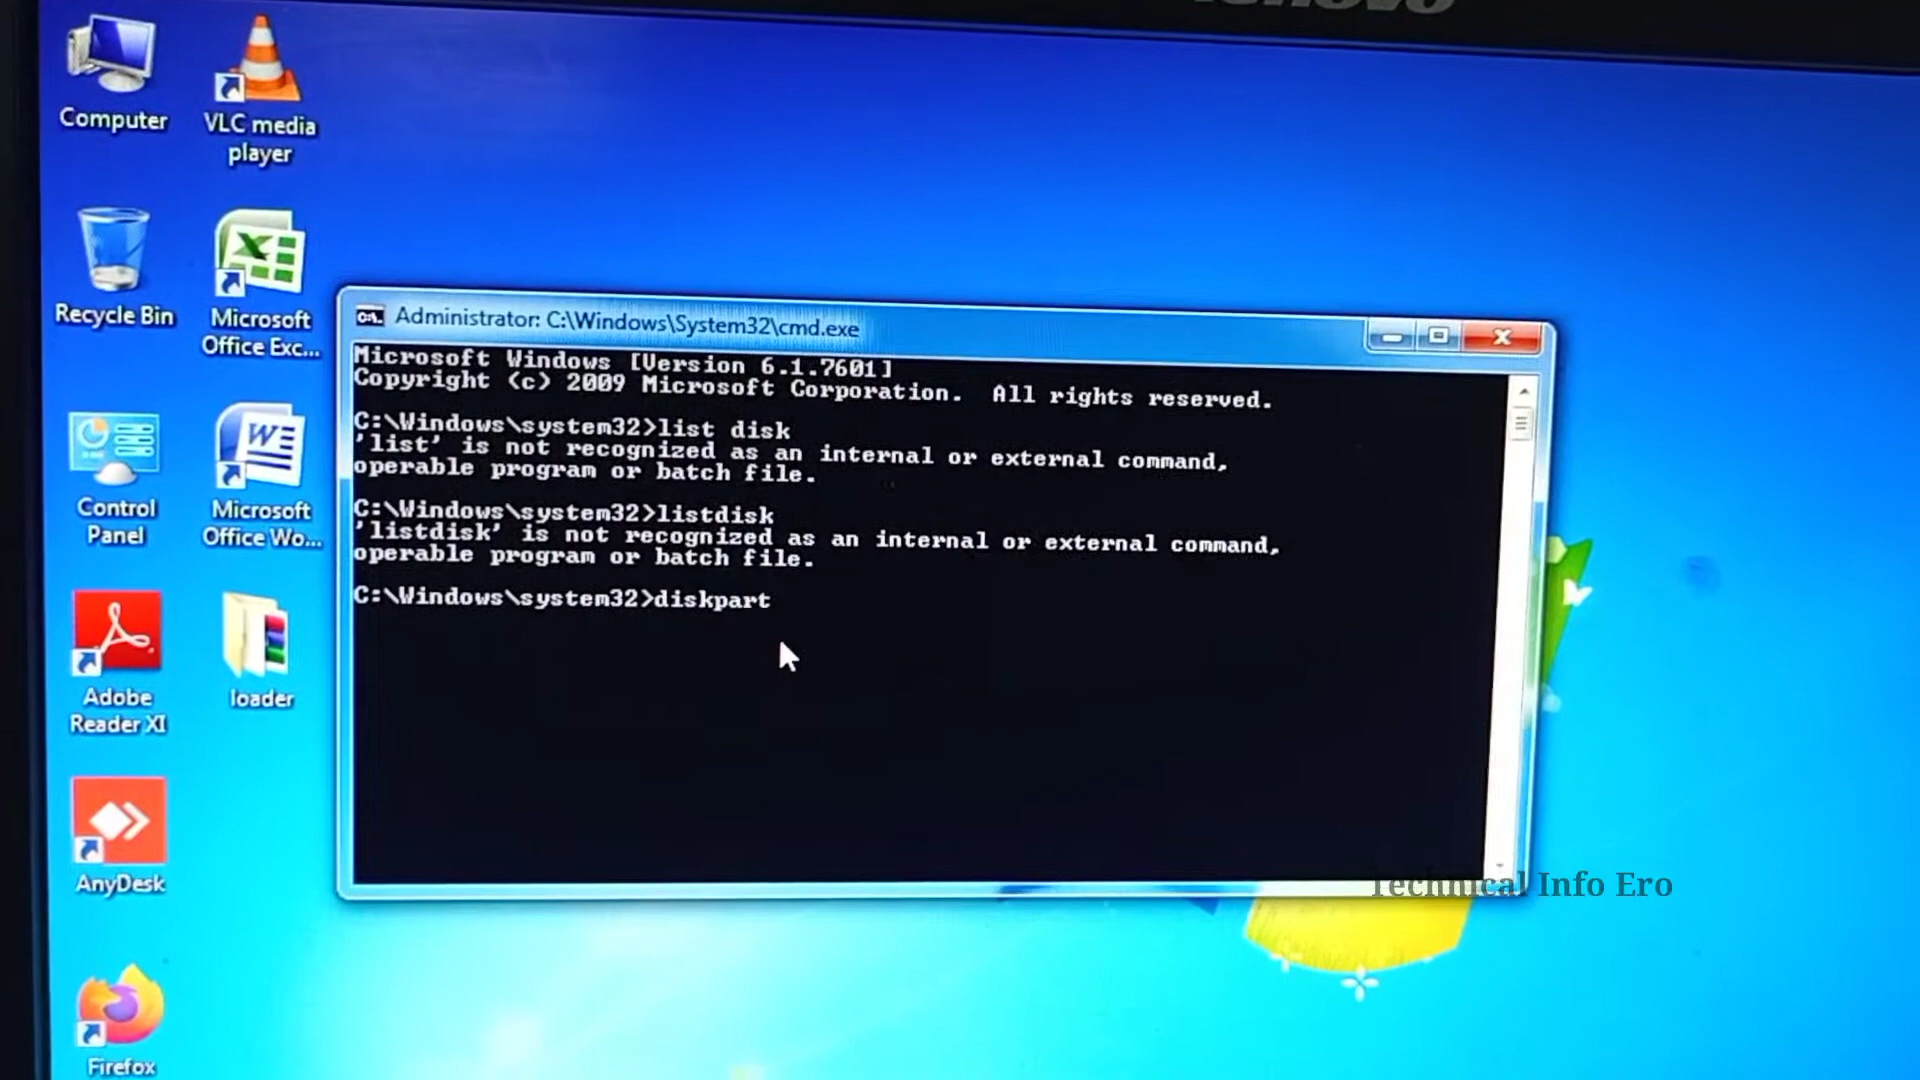 lenovo
Computer
VLC media
player
Recycle Bin
Microsoft
Office Exc...
Control
Panel
Microsoft
Office Wo...
Adobe
Reader XI
loader
AnyDesk
Firefox
Administrator: C:\Windows\System32\cmd.exe
Microsoft Windows [Version 6.1.7601]
Copyright (c) 2009 Microsoft Corporation.  All rights reserved.
C:\Windows\system32>list disk
'list' is not recognized as an internal or external command,
operable program or batch file.
C:\Windows\system32>listdisk
'listdisk' is not recognized as an internal or external command,
operable program or batch file.
C:\Windows\system32>diskpart
Technical Info Ero